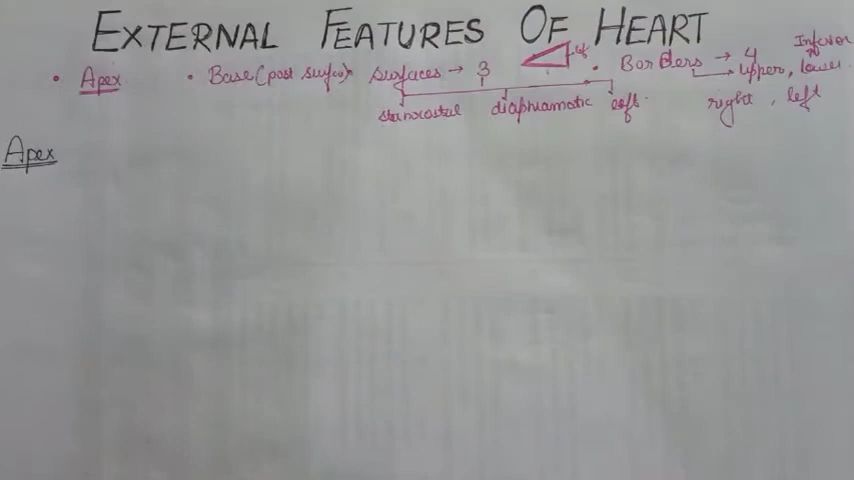 EXTERNAL FEATURES OF HEART
• Apex • Base (post surface) surfaces → 3 • Borders → 4 Inferior
upper, lower
sternocostal diaphramatic left right, left
Apex